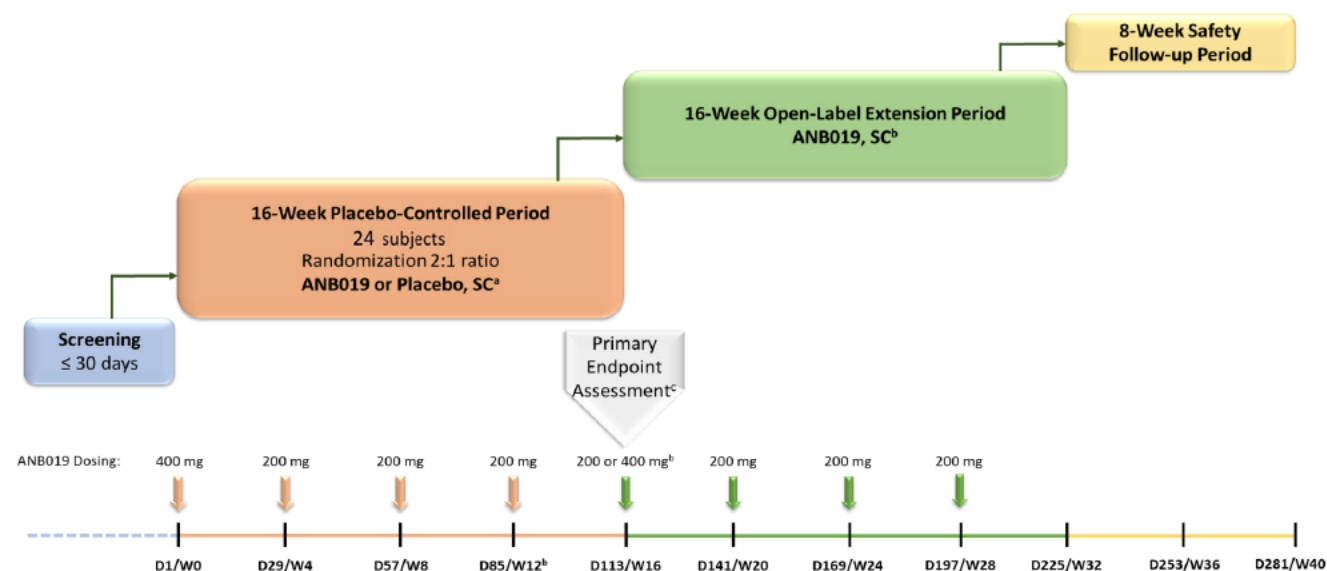 8-Week Safety
Follow-up Period
16-Week Open-Label Extension Period
ANB019, SCᵇ
16-Week Placebo-Controlled Period
24 subjects
Randomization 2:1 ratio
ANB019 or Placebo, SCᵃ
Screening
≤ 30 days
Primary
Endpoint
Assessmentᶜ
ANB019 Dosing: 400 mg 200 mg 200 mg 200 mg 200 or 400 mgᵇ 200 mg 200 mg 200 mg
D1/W0 D29/W4 D57/W8 D85/W12ᵇ D113/W16 D141/W20 D169/W24 D197/W28 D225/W32 D253/W36 D281/W40